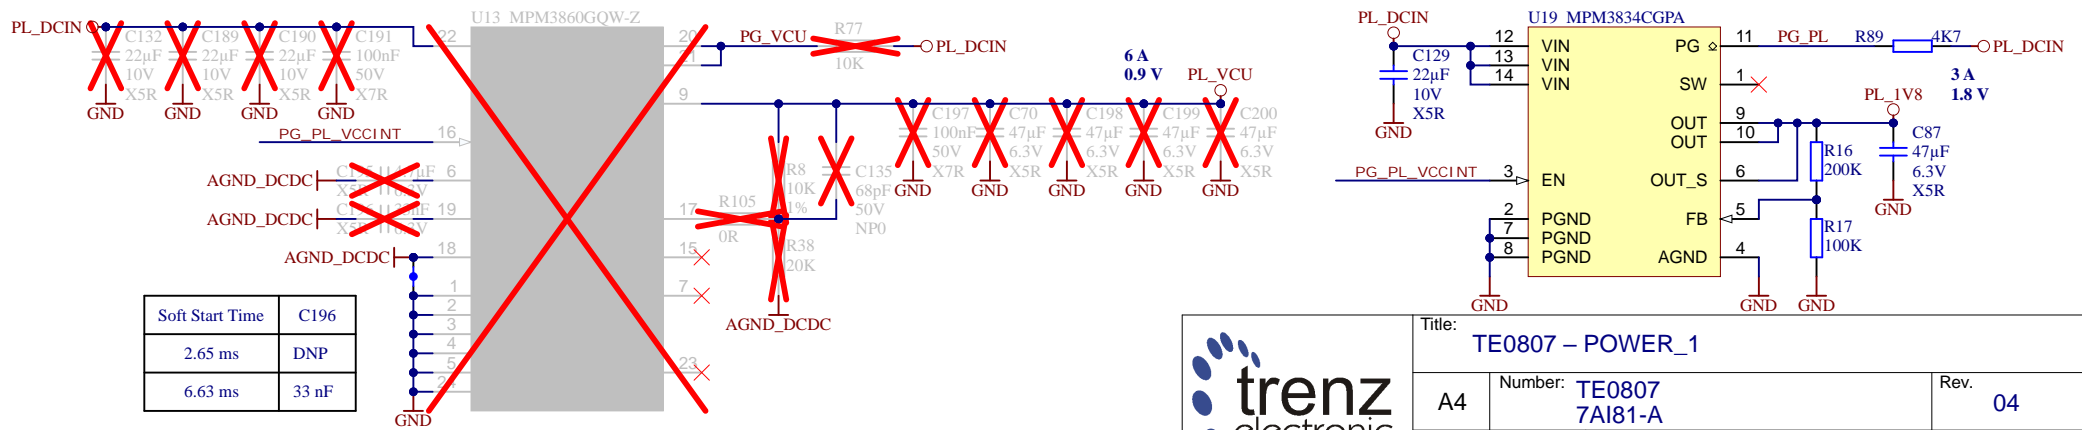 U13 MPM3860GQW-Z
PL_DCIN
C132
22µF
10V
X5R
C189
22µF
10V
X5R
C190
22µF
10V
X5R
C191
100nF
50V
X7R
GND
GND
GND
GND
22
20
21
PG_VCU
R77
10K
PL_DCIN
9
6 A
0.9 V
PL_VCU
C197
100nF
50V
X7R
C70
47µF
6.3V
X5R
C198
47µF
6.3V
X5R
C199
47µF
6.3V
X5R
C200
47µF
6.3V
X5R
GND
GND
GND
GND
GND
PG_PL_VCCINT
16
AGND_DCDC
X5R
6
AGND_DCDC
C196
X5R
19
AGND_DCDC
18
1
2
3
4
5
24
GND
R8
10K
1%
C135
68pF
50V
NP0
R105
0R
17
R38
20K
15
7
23
AGND_DCDC
Soft Start Time C196
2.65 ms DNP
6.63 ms 33 nF
U19 MPM3834CGPA
PL_DCIN
C129
22µF
10V
X5R
GND
12 VIN
13 VIN
14 VIN
PG 11
PG_PL
R89
4K7
PL_DCIN
SW 1
3 A
1.8 V
PL_1V8
OUT 9
OUT 10
C87
47µF
6.3V
X5R
GND
R16
200K
PG_PL_VCCINT
3 EN
OUT_S 6
2 PGND
7 PGND
8 PGND
FB 5
R17
100K
AGND 4
GND
GND
GND
trenz
electronic
Title:
TE0807 – POWER_1
A4
Number: TE0807
7AI81-A
Rev.
04